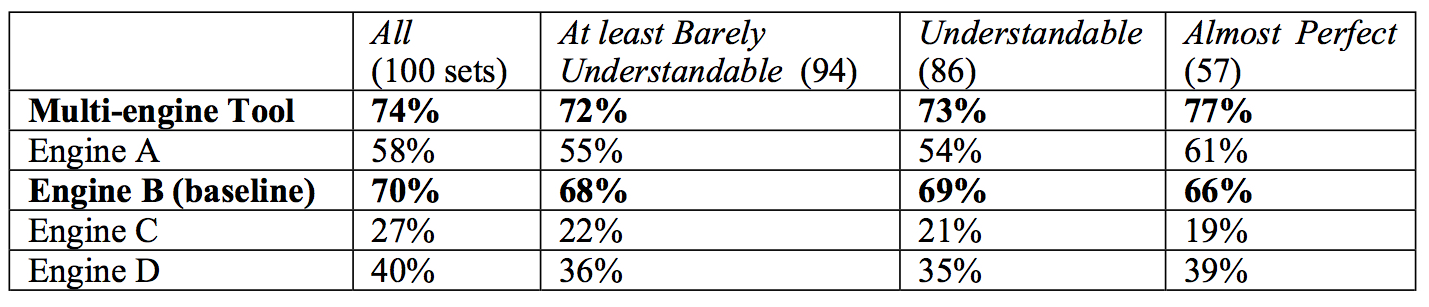 All At least Barely Understandable Almost Perfect
(100 sets) Understandable (94) (86) (57)
Multi-engine Tool 74% 72% 73% 77%
Engine A 58% 55% 54% 61%
Engine B (baseline) 70% 68% 69% 66%
Engine C 27% 22% 21% 19%
Engine D 40% 36% 35% 39%